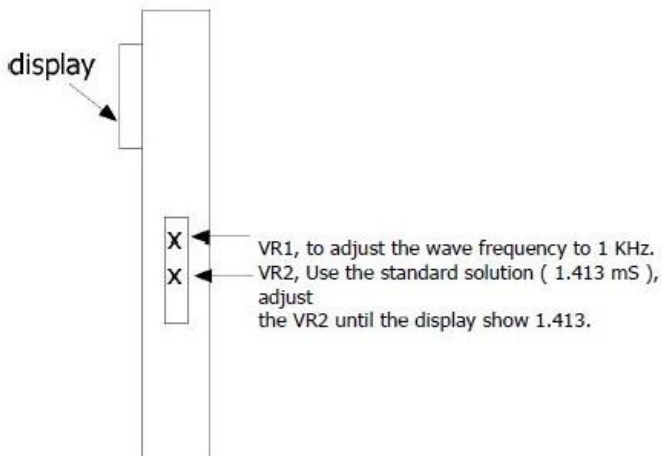 display
X
X
VR1, to adjust the wave frequency to 1 KHz.
VR2, Use the standard solution ( 1.413 mS ),
adjust
the VR2 until the display show 1.413.